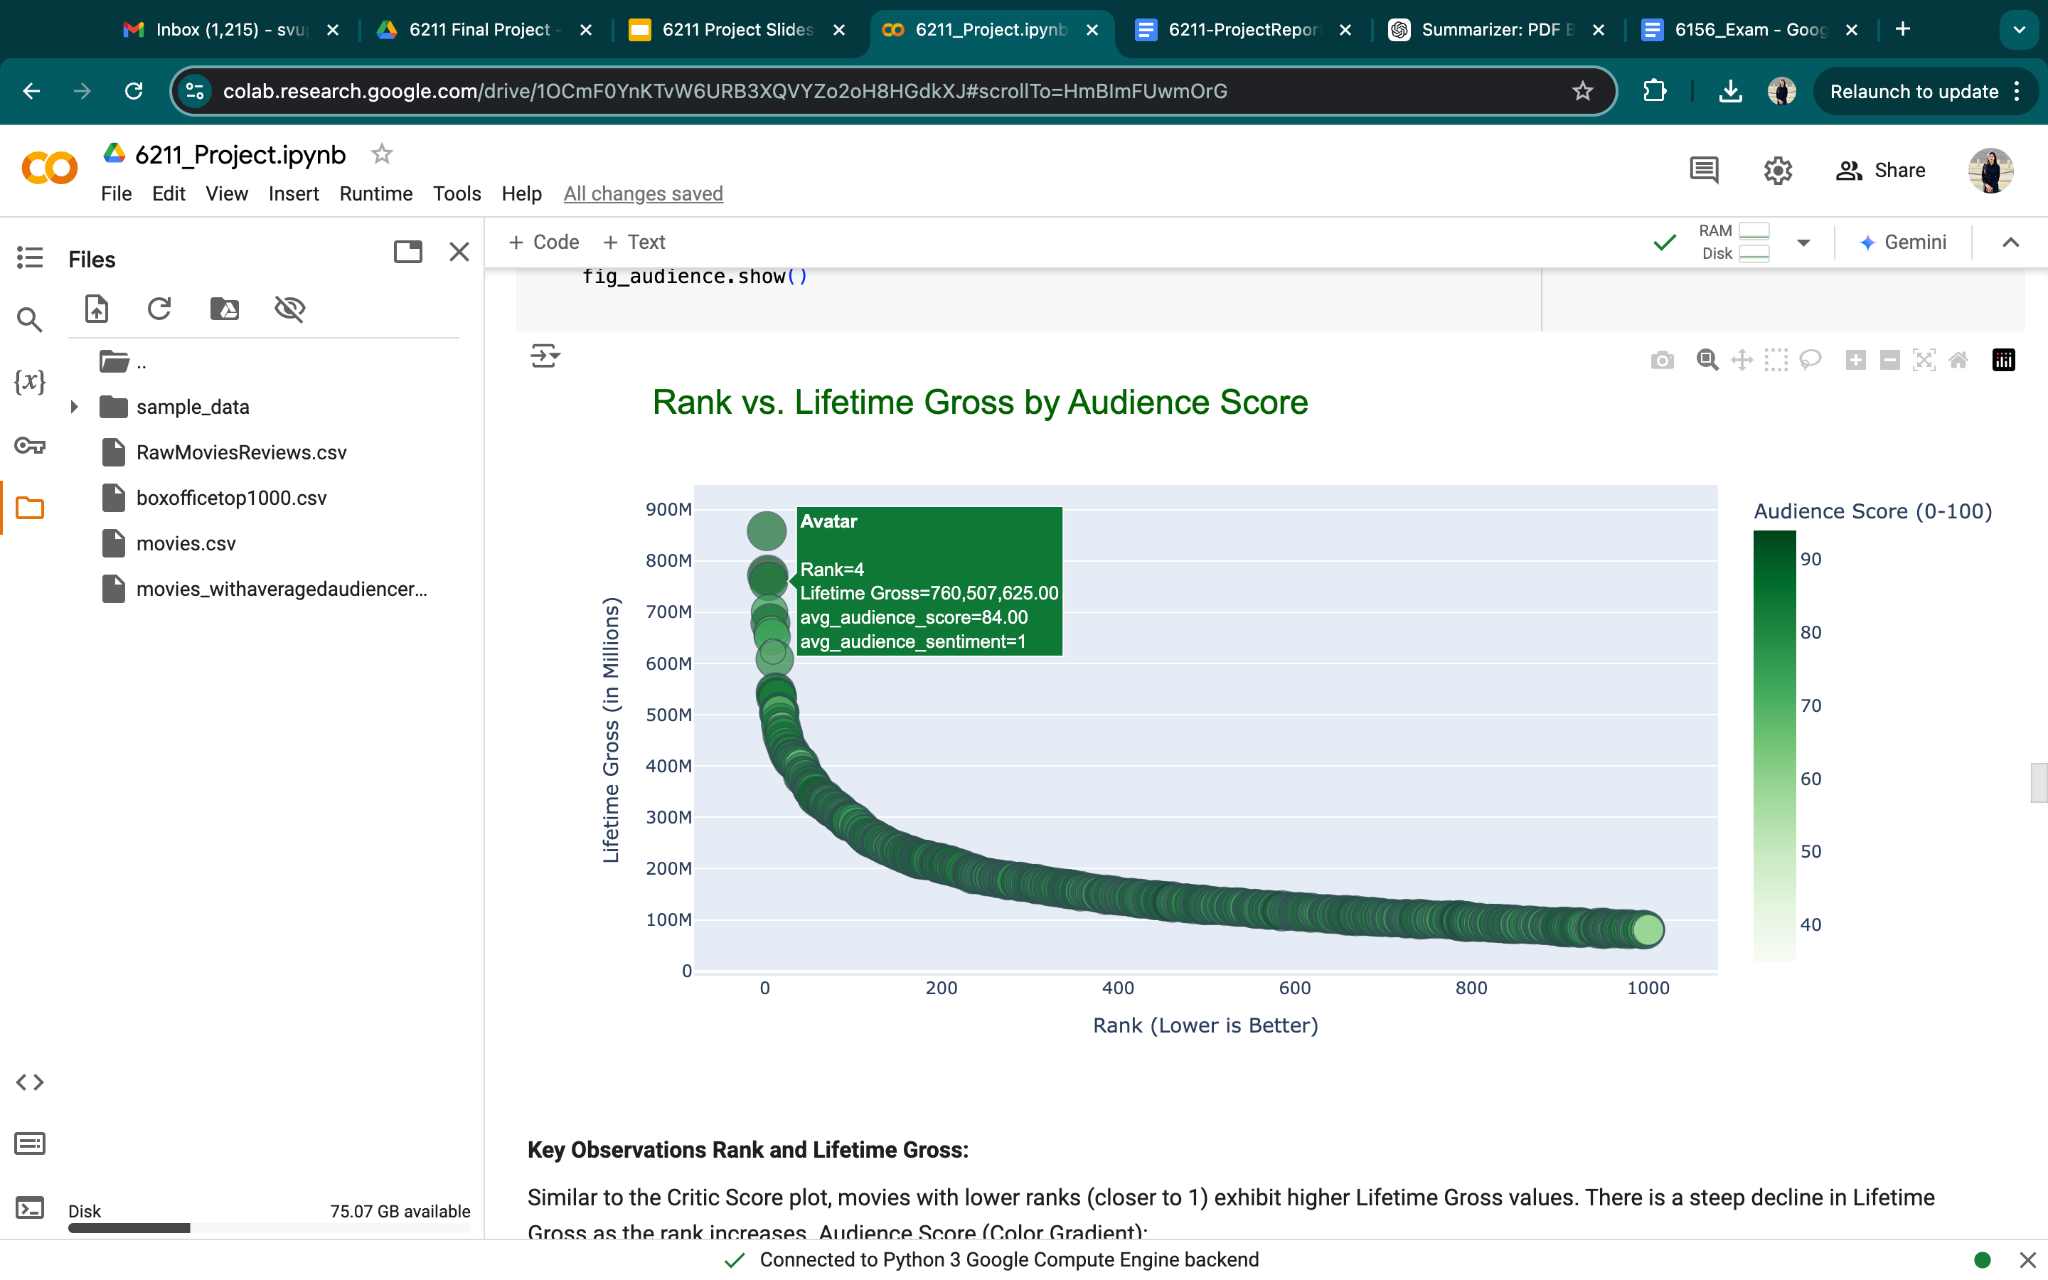 Inbox (1,215) - svu
6211 Final Project -
6211 Project Slides
6211_Project.ipynb
6211-ProjectRepor
Summarizer: PDF B
6156_Exam - Goog
colab.research.google.com/drive/1OCmF0YnKTvW6URB3XQVYZo2oH8HGdkXJ#scrollTo=HmBImFUwmOrG
Relaunch to update
6211_Project.ipynb
File Edit View Insert Runtime Tools Help All changes saved
Share
Files
+ Code + Text
RAM
Disk
Gemini
fig_audience.show()
..
sample_data
RawMoviesReviews.csv
boxofficetop1000.csv
movies.csv
movies_withaveragedaudiencer...
{x}
Rank vs. Lifetime Gross by Audience Score
Lifetime Gross (in Millions)
900M
800M
700M
600M
500M
400M
300M
200M
100M
0
Avatar
Rank=4
Lifetime Gross=760,507,625.00
avg_audience_score=84.00
avg_audience_sentiment=1
Audience Score (0-100)
90
80
70
60
50
40
0 200 400 600 800 1000
Rank (Lower is Better)
Key Observations Rank and Lifetime Gross:
Similar to the Critic Score plot, movies with lower ranks (closer to 1) exhibit higher Lifetime Gross values. There is a steep decline in Lifetime
Gross as the rank increases. Audience Score (Color Gradient):
Disk 75.07 GB available
Connected to Python 3 Google Compute Engine backend